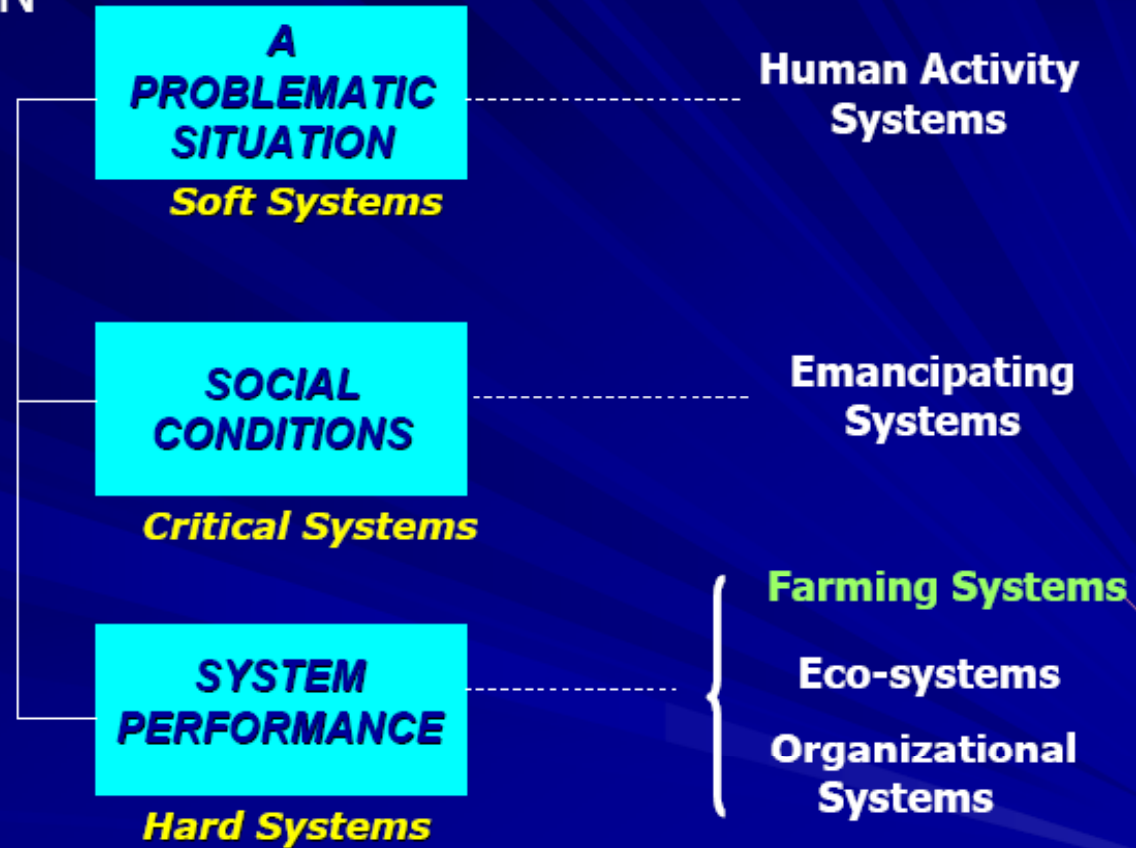 A
PROBLEMATIC
SITUATION
Soft Systems
Human Activity
Systems
SOCIAL
CONDITIONS
Critical Systems
Emancipating
Systems
SYSTEM
PERFORMANCE
Hard Systems
Farming Systems
Eco-systems
Organizational
Systems